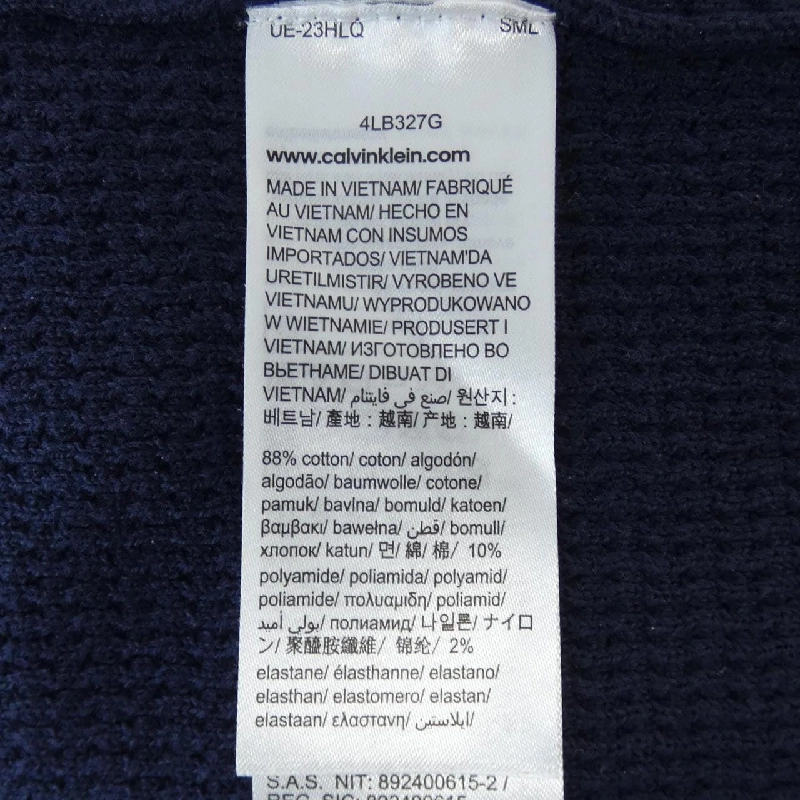 UE-23HLQ SML
4LB327G
www.calvinklein.com
MADE IN VIETNAM/ FABRIQUÉ
AU VIETNAM/ HECHO EN
VIETNAM CON INSUMOS
IMPORTADOS/ VIETNAM'DA
URETILMISTIR/ VYROBENO VE
VIETNAMU/ WYPRODUKOWANO
W WIETNAMIE/ PRODUSERT I
VIETNAM/ ИЗГОТОВЛЕНО ВО
ВЬЕТНАМЕ/ DIBUAT DI
VIETNAM/ صنع في فايتنام/ 원산지 :
베트남/ 產地 : 越南/ 产地 : 越南/
88% cotton/ coton/ algodón/
algodão/ baumwolle/ cotone/
pamuk/ bavlna/ bomuld/ katoen/
βαμβακι/ bawełna/ قطن/ bomull/
хлопок/ katun/ 면/ 綿/ 棉/ 10%
polyamide/ poliamida/ polyamid/
poliamide/ πολυαμιδη/ poliamid/
بولي أميد/ полиамид/ 나일론/ ナイロ
ン/ 聚醯胺纖維/ 锦纶/ 2%
elastane/ élasthanne/ elastano/
elasthan/ elastomero/ elastan/
elastaan/ ελαστανη/ ايلاستين/
S.A.S. NIT: 892400615-2 /
REG. SIC: 892400615